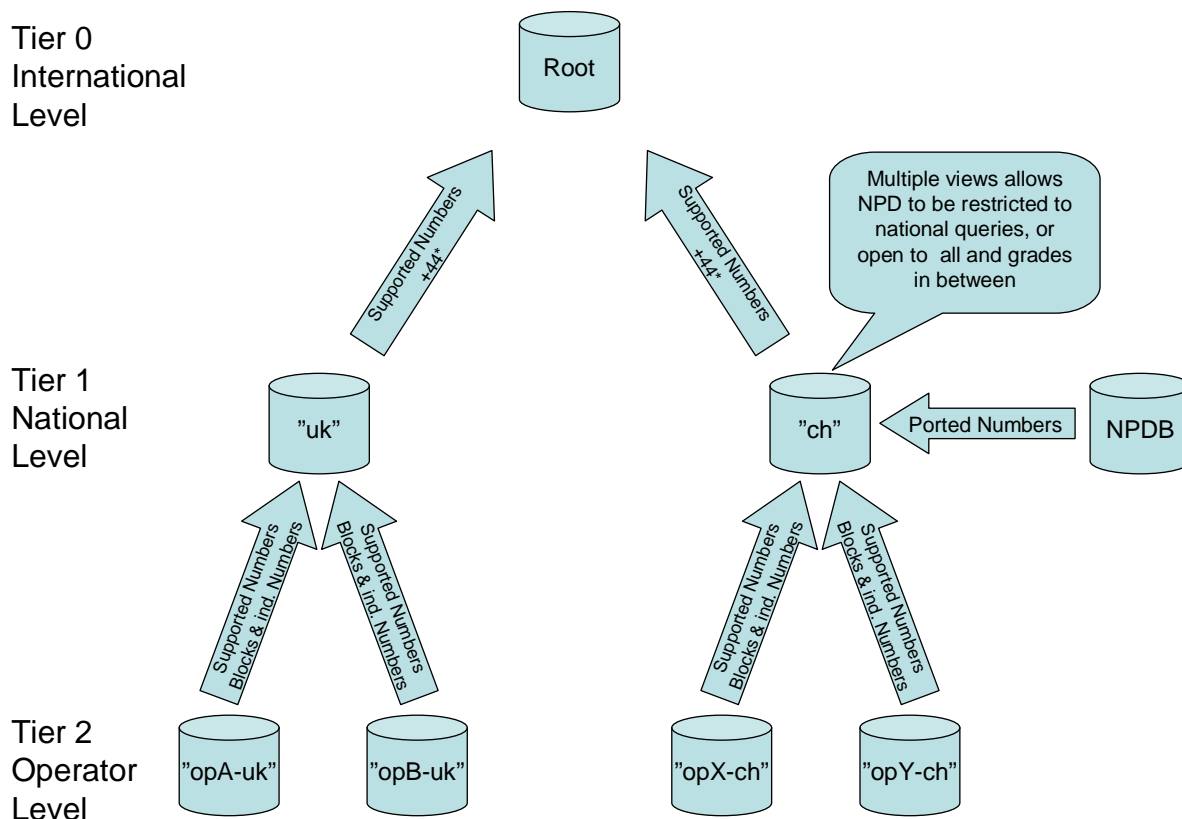 Tier 0
International
Level
Root
Supported Numbers
+44*
Supported Numbers
+44*
Multiple views allows
NPD to be restricted to
national queries, or
open to all and grades
in between
Tier 1
National
Level
"uk"
"ch"
Ported Numbers
NPDB
Supported Numbers
Blocks & ind. Numbers
Supported Numbers
Blocks & ind. Numbers
Supported Numbers
Blocks & ind. Numbers
Supported Numbers
Blocks & ind. Numbers
Tier 2
Operator
Level
"opA-uk"
"opB-uk"
"opX-ch"
"opY-ch"